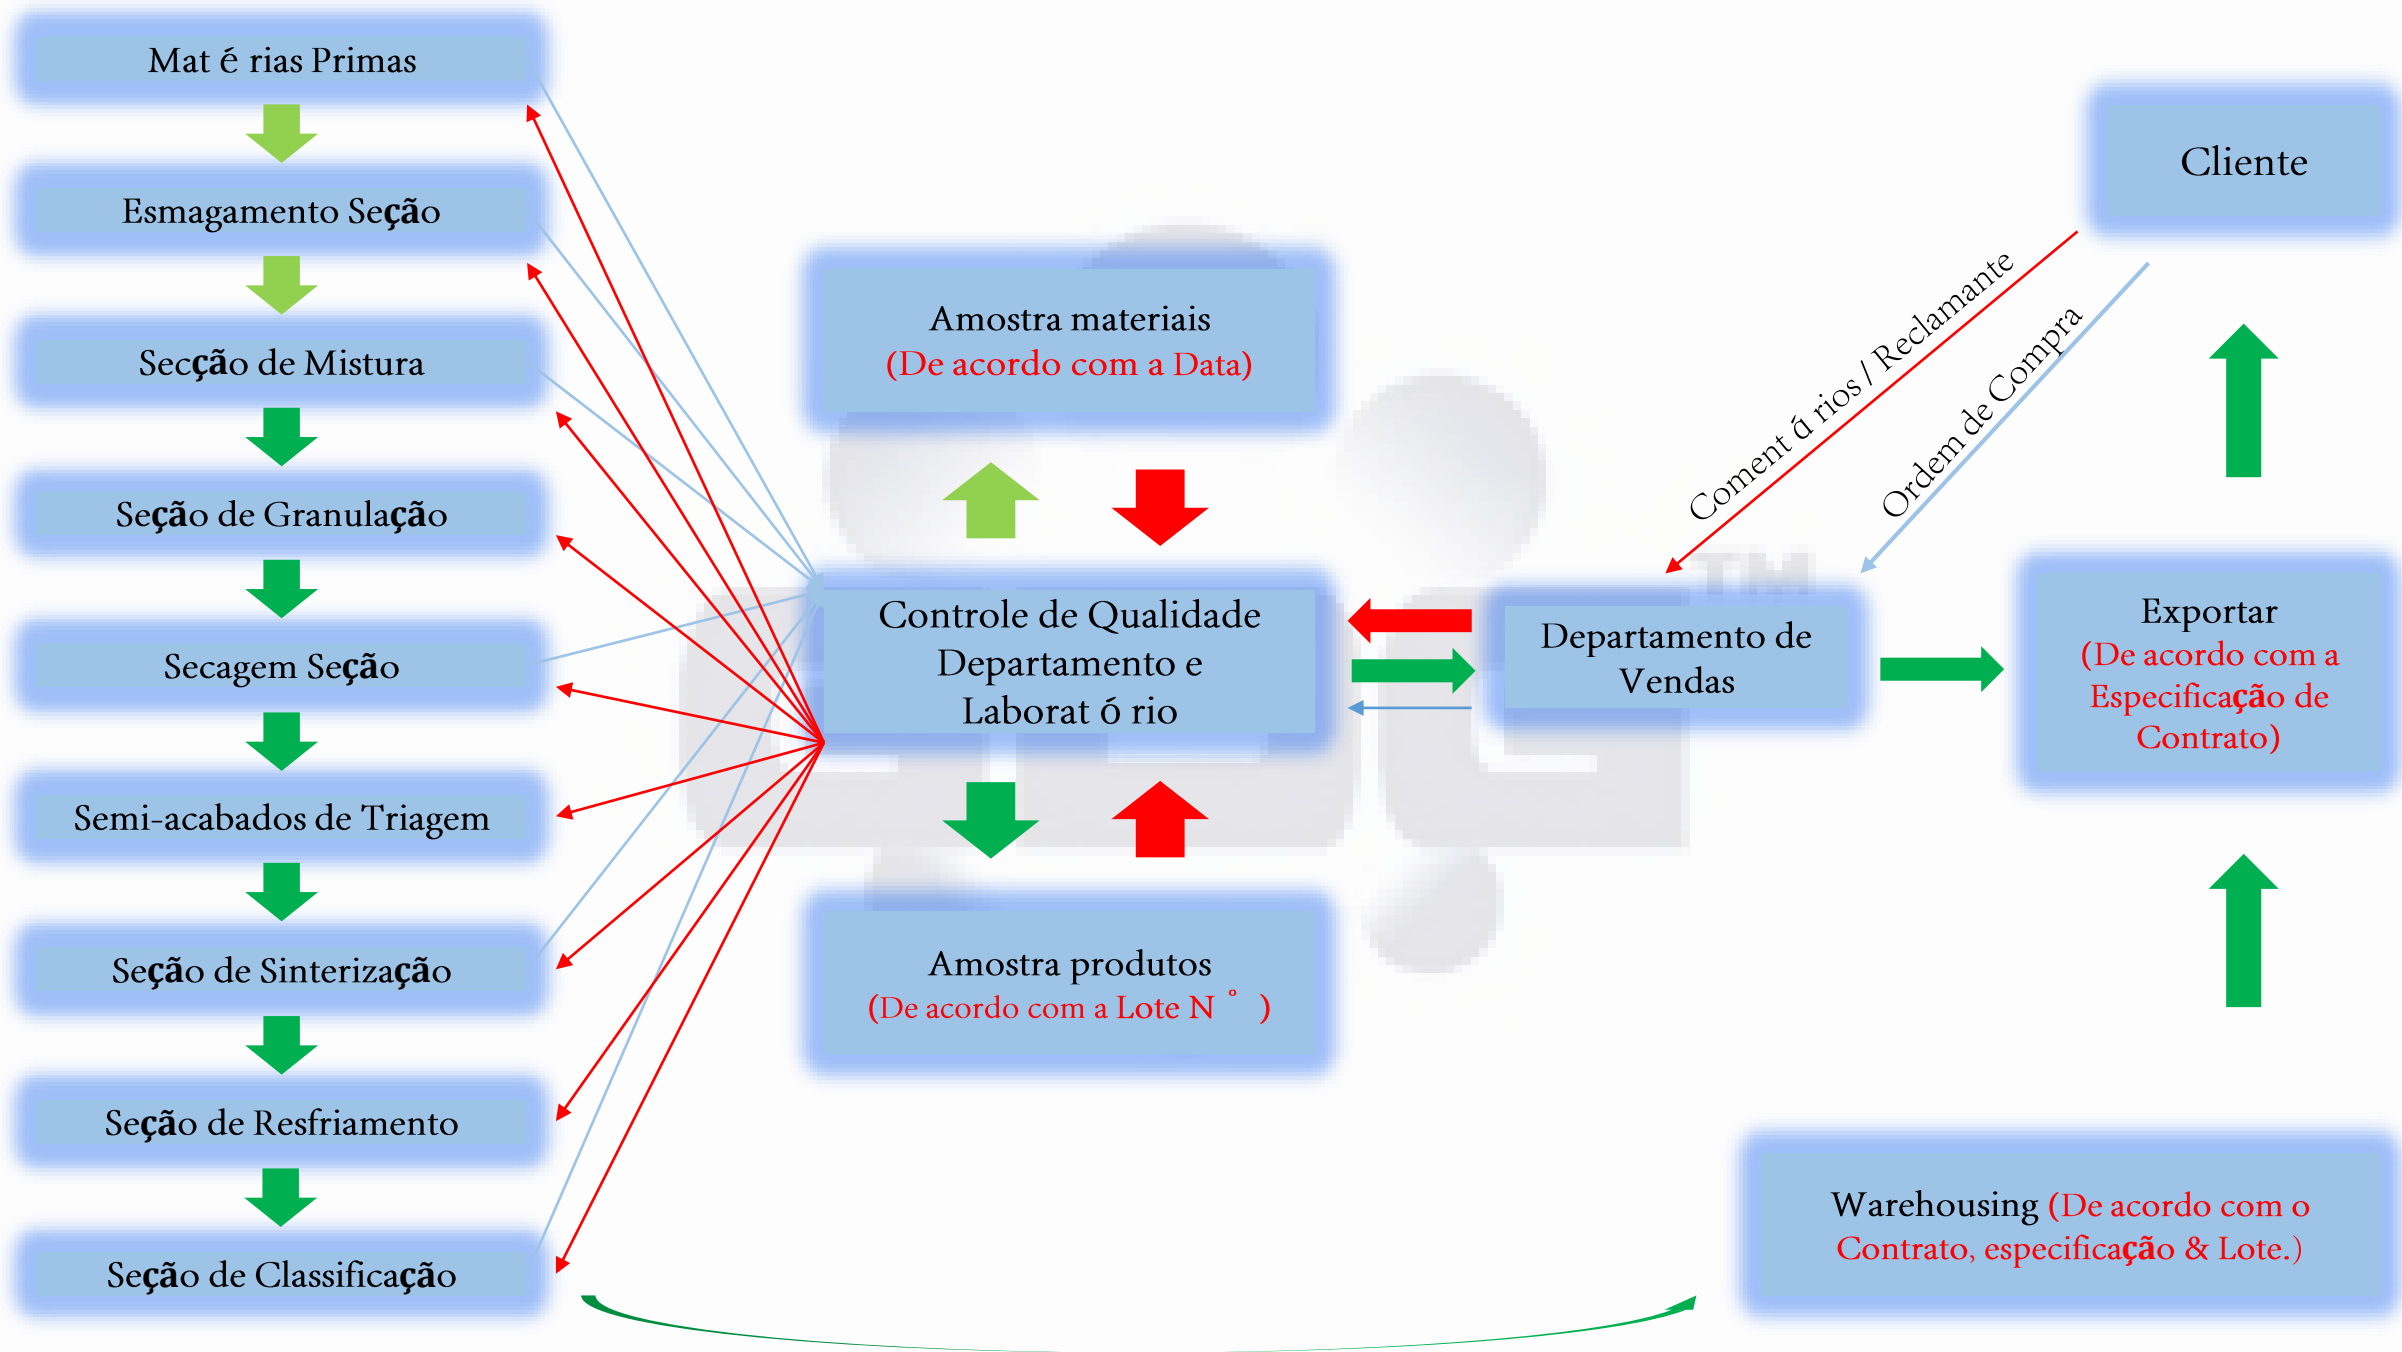 Mat é rias Primas
Esmagamento Seção
Secção de Mistura
Seção de Granulação
Secagem Seção
Semi-acabados de Triagem
Seção de Sinterização
Seção de Resfriamento
Seção de Classificação
Amostra materiais
(De acordo com a Data)
Controle de Qualidade
Departamento e
Laborat ó rio
Amostra produtos
(De acordo com a Lote N ° )
Coment á rios / Reclamante
Ordem de Compra
TM
Departamento de
Vendas
Cliente
Exportar
(De acordo com a
Especificação de
Contrato)
Warehousing (De acordo com o
Contrato, especificação & Lote.)